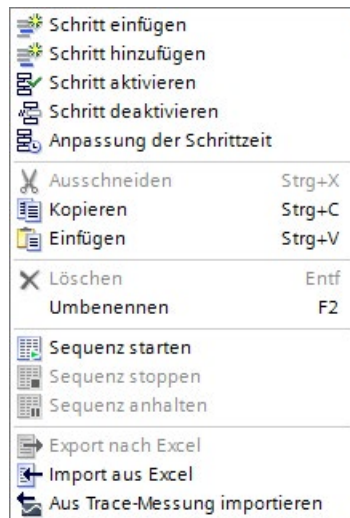 Schritt einfügen
Schritt hinzufügen
Schritt aktivieren
Schritt deaktivieren
Anpassung der Schrittzeit
Ausschneiden Strg+X
Kopieren Strg+C
Einfügen Strg+V
Löschen Entf
Umbenennen F2
Sequenz starten
Sequenz stoppen
Sequenz anhalten
Export nach Excel
Import aus Excel
Aus Trace-Messung importieren